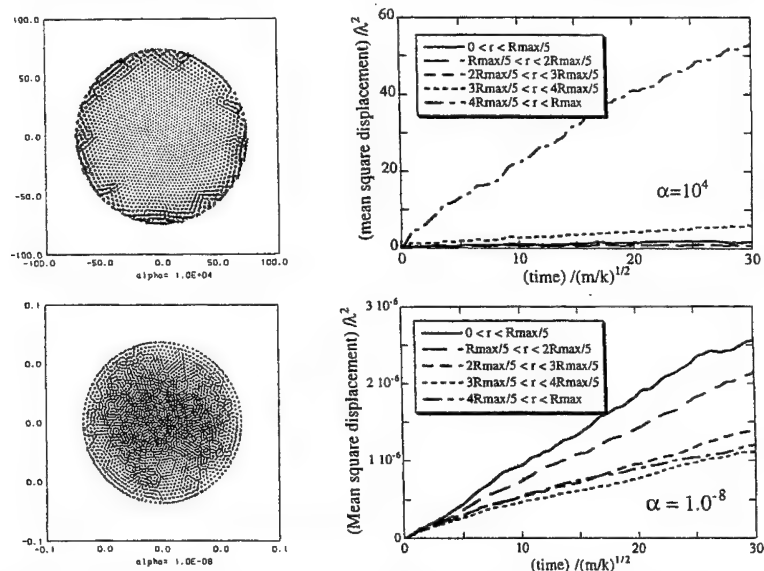 100.0
50.0
0.0
-50.0
-100.0
-100.0 -50.0 0.0 50.0 100.0
alpha= 1.0E+04
(mean square displacement) /λ²
60
40
20
0
0 < r < Rmax/5
Rmax/5 < r < 2Rmax/5
2Rmax/5 < r < 3Rmax/5
3Rmax/5 < r < 4Rmax/5
4Rmax/5 < r < Rmax
α=10⁴
0 10 20 30
(time) /(m/k)^1/2
0.1
0.0
0.0
0.0
-0.1
-0.1 0.0 0.0 0.0 0.1
alpha= 1.0E-08
(Mean square displacement) /λ²
3 10⁻⁶
2 10⁻⁶
1 10⁻⁶
0
0 < r < Rmax/5
Rmax/5 < r < 2Rmax/5
2Rmax/5 < r < 3Rmax/5
3Rmax/5 < r < 4Rmax/5
4Rmax/5 < r < Rmax
α = 1.0⁻⁸
0 10 20 30
(time) /(m/k)^1/2